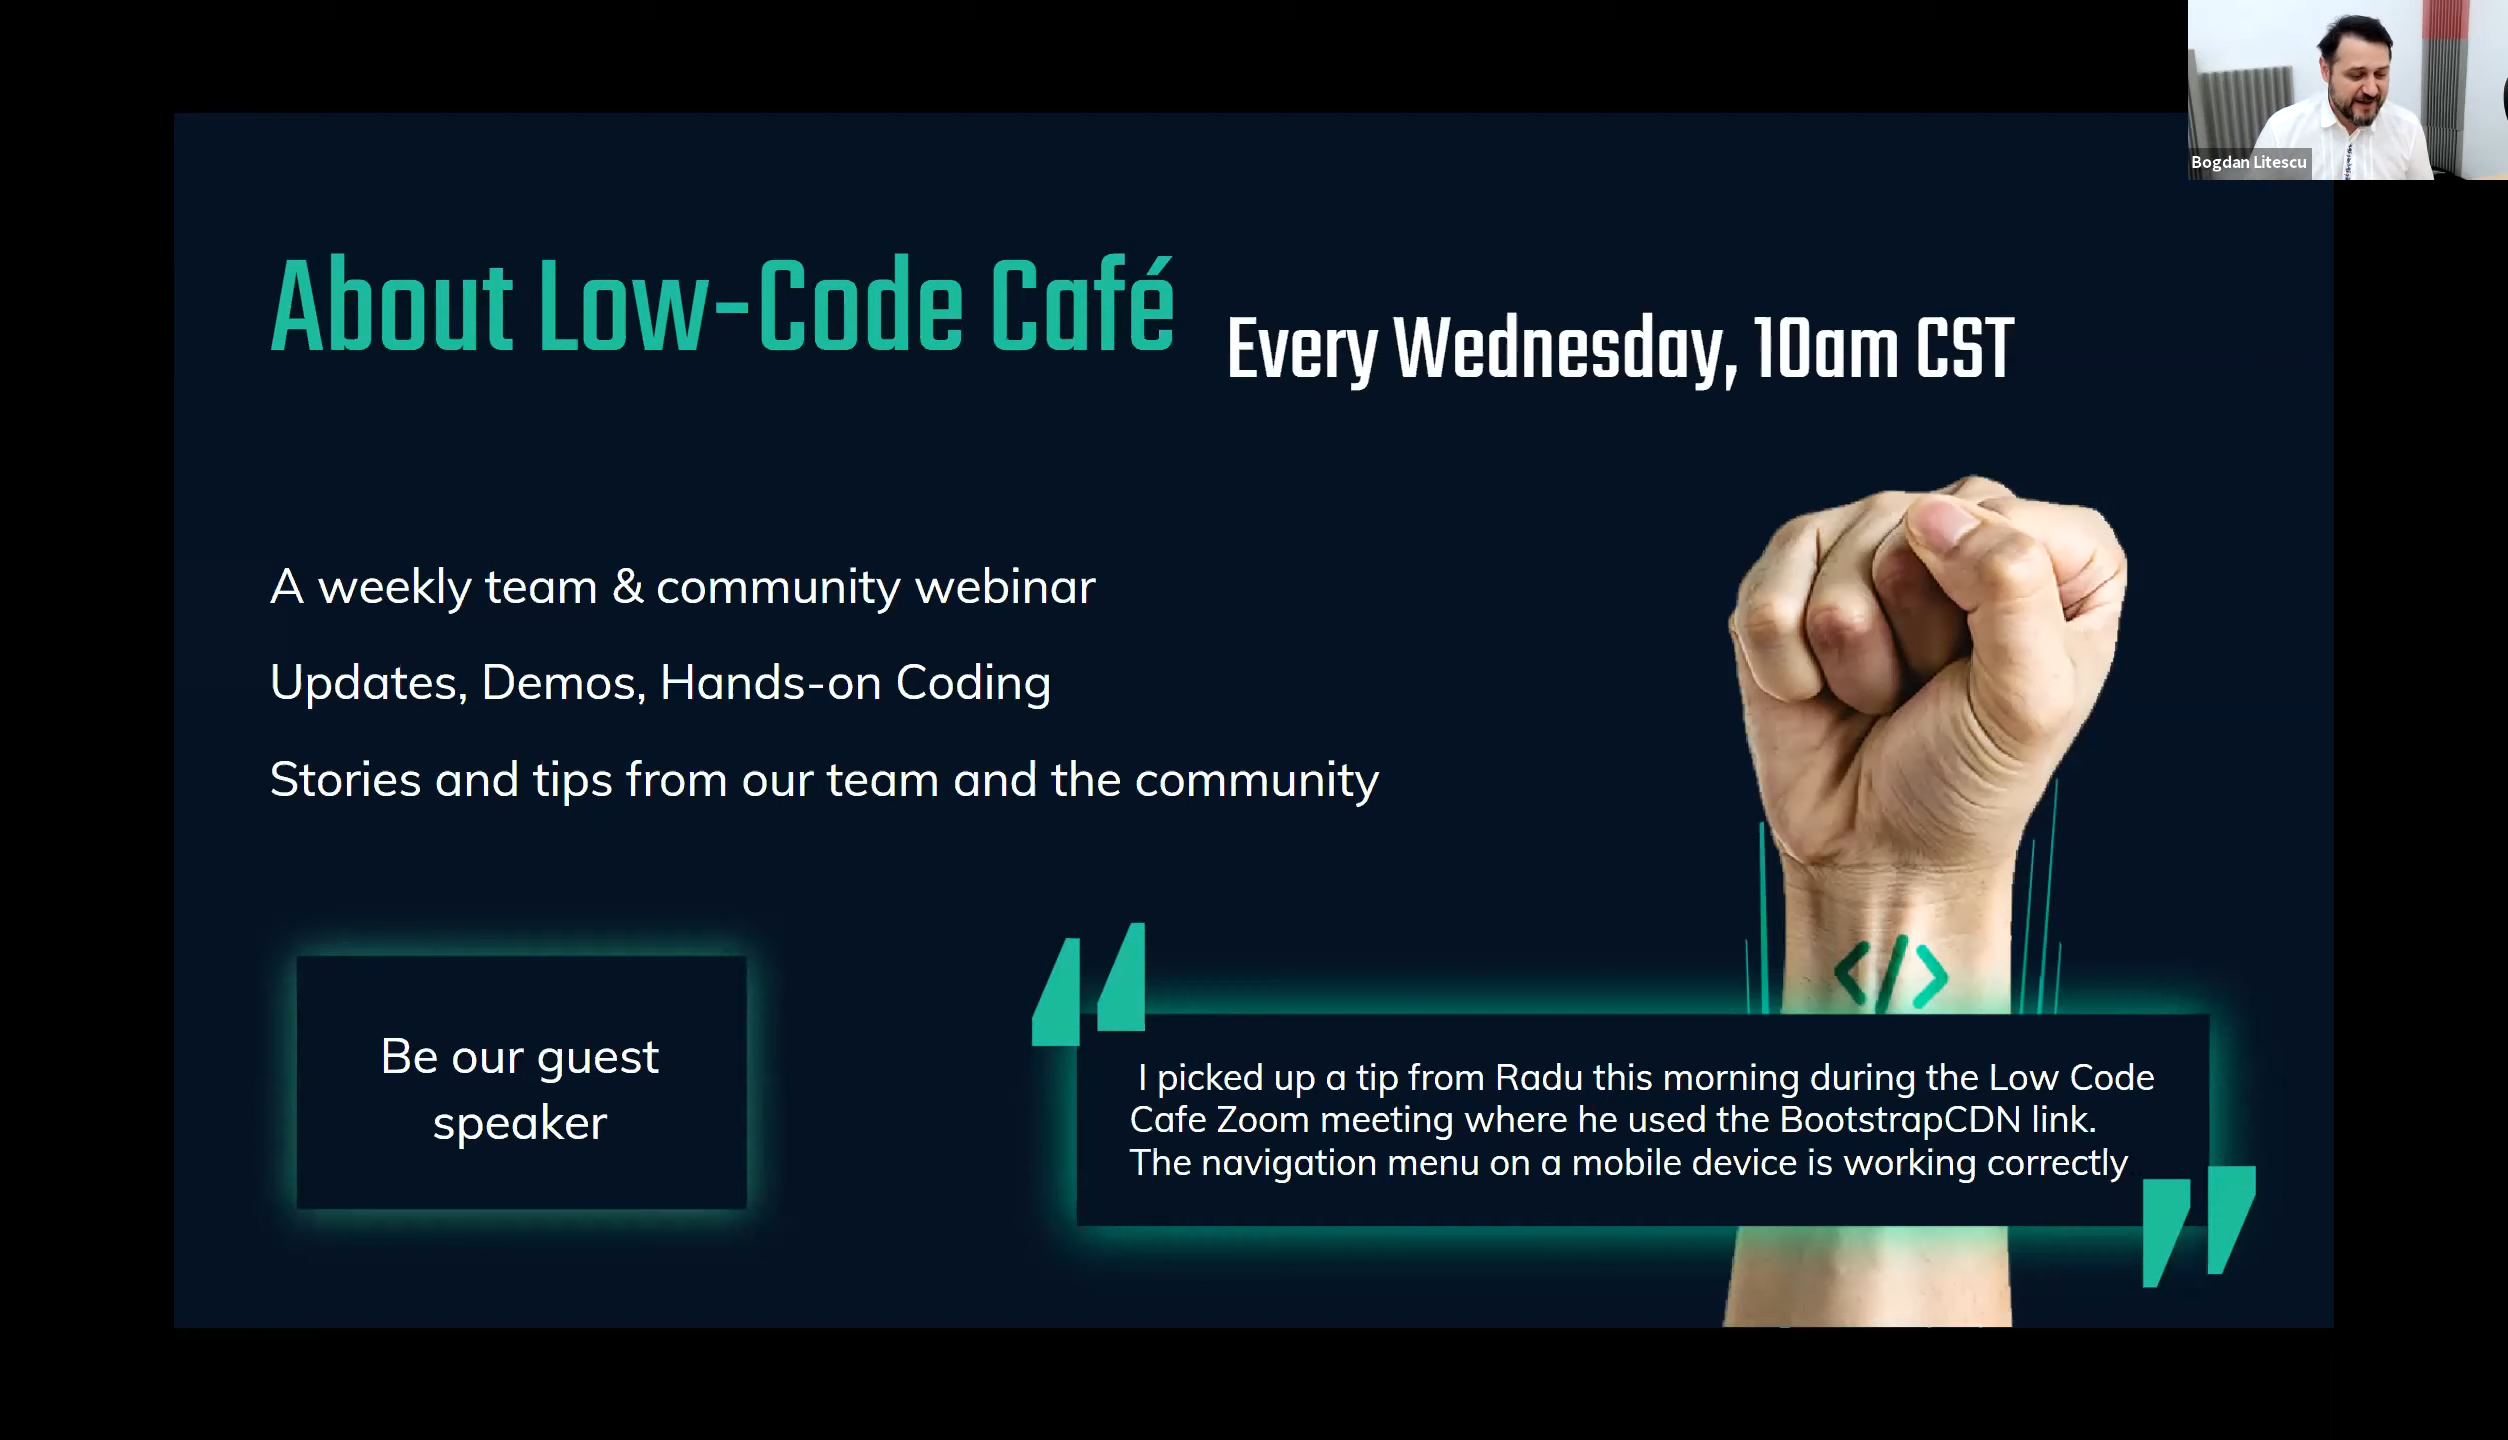 Bogdan Litescu
About Low-Code Café
Every Wednesday, 10am CST
A weekly team & community webinar
Updates, Demos, Hands-on Coding
Stories and tips from our team and the community
</>
Be our guest
speaker
“
I picked up a tip from Radu this morning during the Low Code
Cafe Zoom meeting where he used the BootstrapCDN link.
The navigation menu on a mobile device is working correctly
”